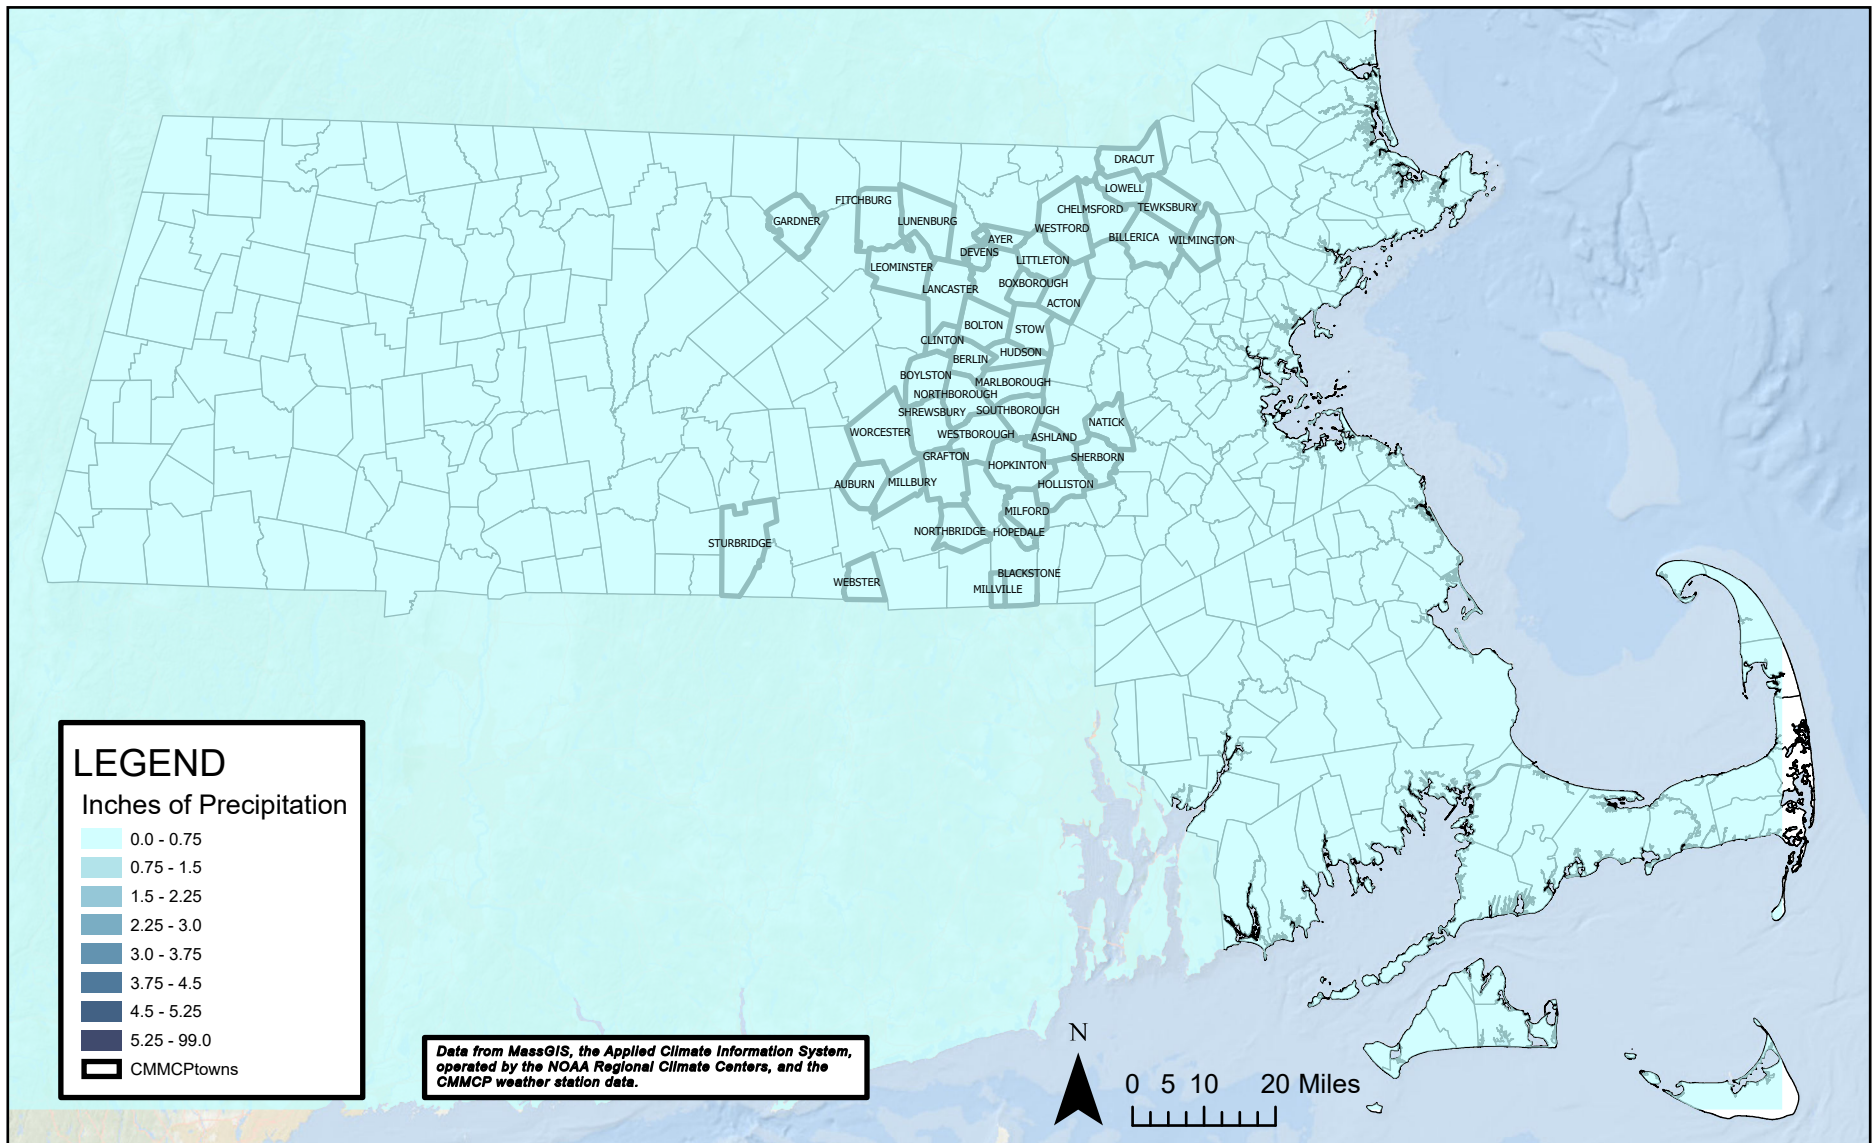 DRACUT
LOWELL
FITCHBURG
CHELMSFORD
TEWKSBURY
GARDNER
LUNENBURG
WESTFORD
BILLERICA
WILMINGTON
AYER
DEVENS
LITTLETON
LEOMINSTER
LANCASTER
BOXBOROUGH
ACTON
BOLTON
STOW
CLINTON
HUDSON
BERLIN
BOYLSTON
MARLBOROUGH
NORTHBOROUGH
SHREWSBURY
SOUTHBOROUGH
NATICK
WORCESTER
WESTBOROUGH
ASHLAND
GRAFTON
HOPKINTON
SHERBORN
AUBURN
MILLBURY
HOLLISTON
MILFORD
NORTHBRIDGE
HOPEDALE
STURBRIDGE
WEBSTER
BLACKSTONE
MILLVILLE
LEGEND
Inches of Precipitation
0.0 - 0.75
0.75 - 1.5
1.5 - 2.25
2.25 - 3.0
3.0 - 3.75
3.75 - 4.5
4.5 - 5.25
5.25 - 99.0
CMMCPtowns
Data from MassGIS, the Applied Climate Information System,
operated by the NOAA Regional Climate Centers, and the
CMMCP weather station data.
N
0 5 10 20 Miles